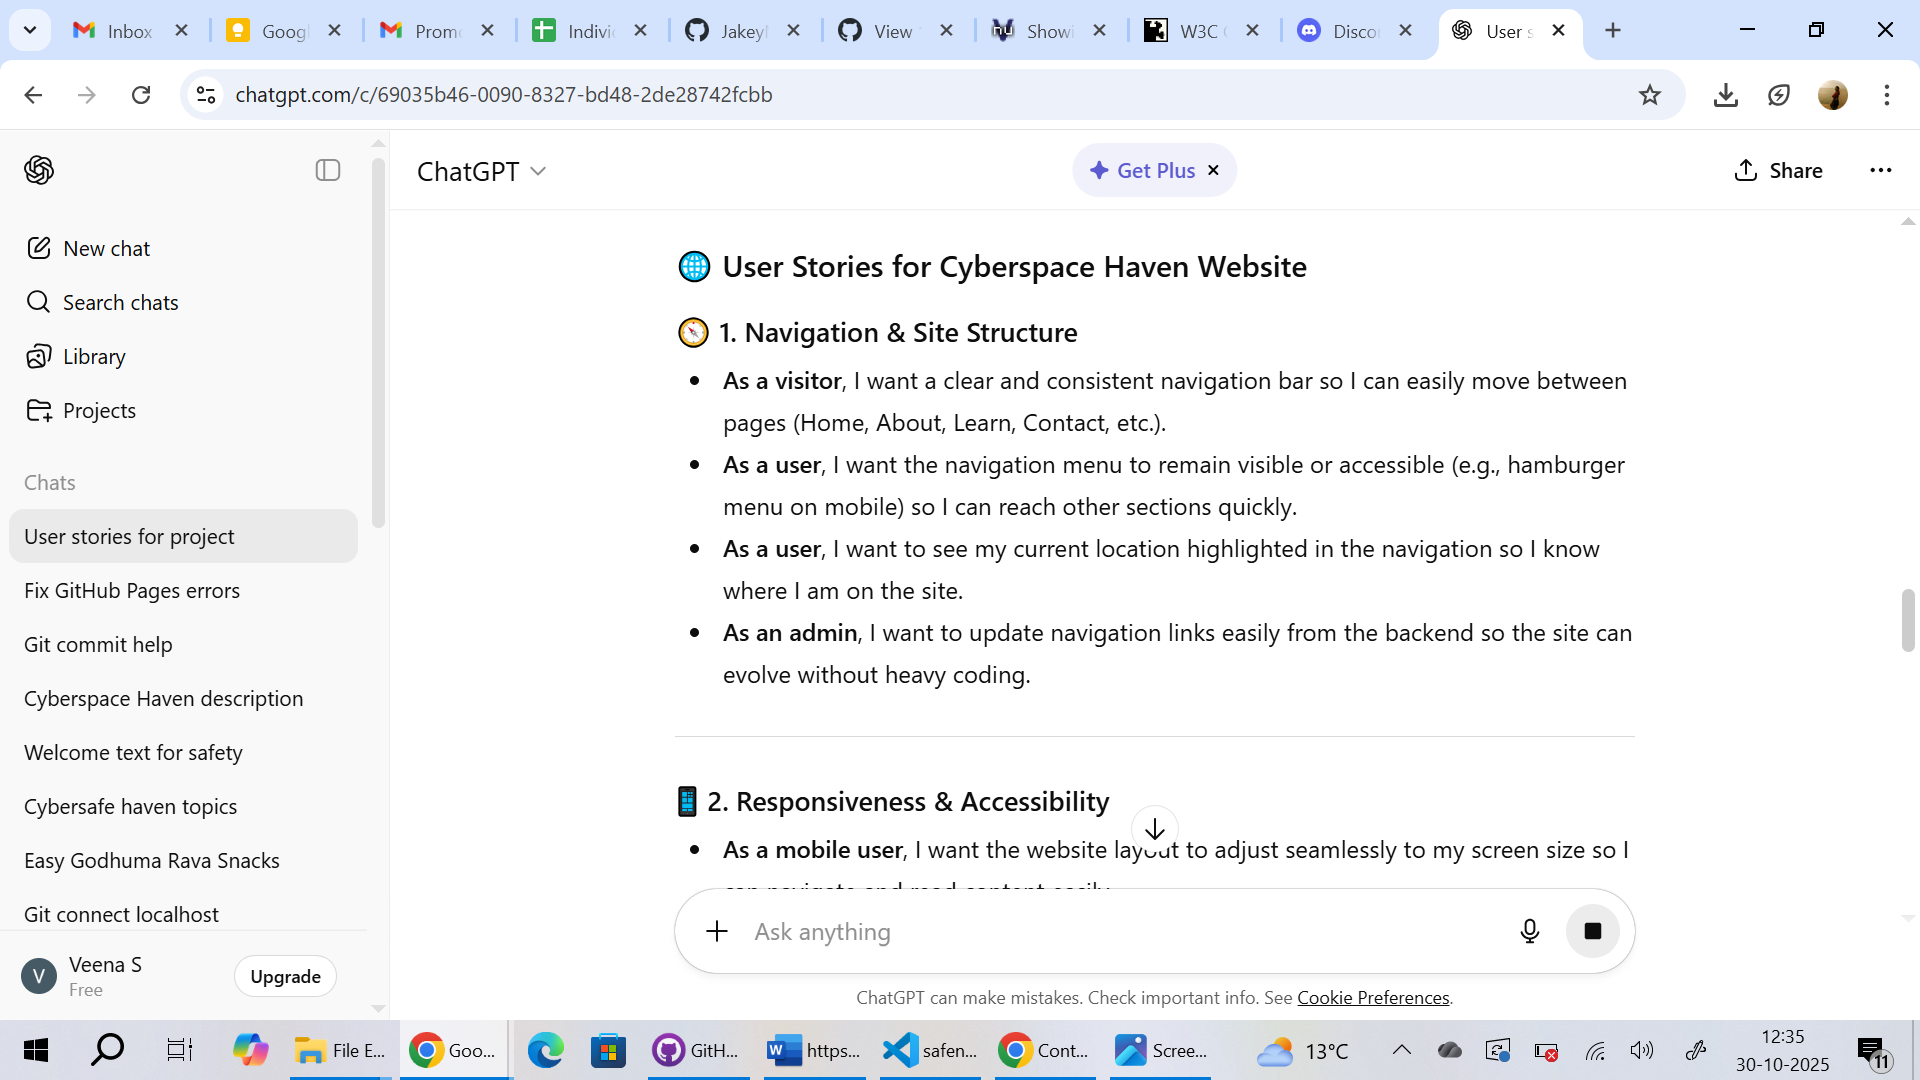 Inbox
Googl
Promo
Indivi
Jakey
View
Showi
W3C
Discor
User s
chatgpt.com/c/69035b46-0090-8327-bd48-2de28742fcbb
ChatGPT
Get Plus
Share
New chat
Search chats
Library
Projects
Chats
User stories for project
Fix GitHub Pages errors
Git commit help
Cyberspace Haven description
Welcome text for safety
Cybersafe haven topics
Easy Godhuma Rava Snacks
Git connect localhost
V
Veena S
Free
Upgrade
User Stories for Cyberspace Haven Website
1. Navigation & Site Structure
As a visitor, I want a clear and consistent navigation bar so I can easily move between
pages (Home, About, Learn, Contact, etc.).
As a user, I want the navigation menu to remain visible or accessible (e.g., hamburger
menu on mobile) so I can reach other sections quickly.
As a user, I want to see my current location highlighted in the navigation so I know
where I am on the site.
As an admin, I want to update navigation links easily from the backend so the site can
evolve without heavy coding.
2. Responsiveness & Accessibility
As a mobile user, I want the website layout to adjust seamlessly to my screen size so I
can navigate and read content easily.
Ask anything
ChatGPT can make mistakes. Check important info. See Cookie Preferences.
File E...
Goo...
GitH...
https...
safen...
Cont...
Scree...
13°C
12:35
30-10-2025
11